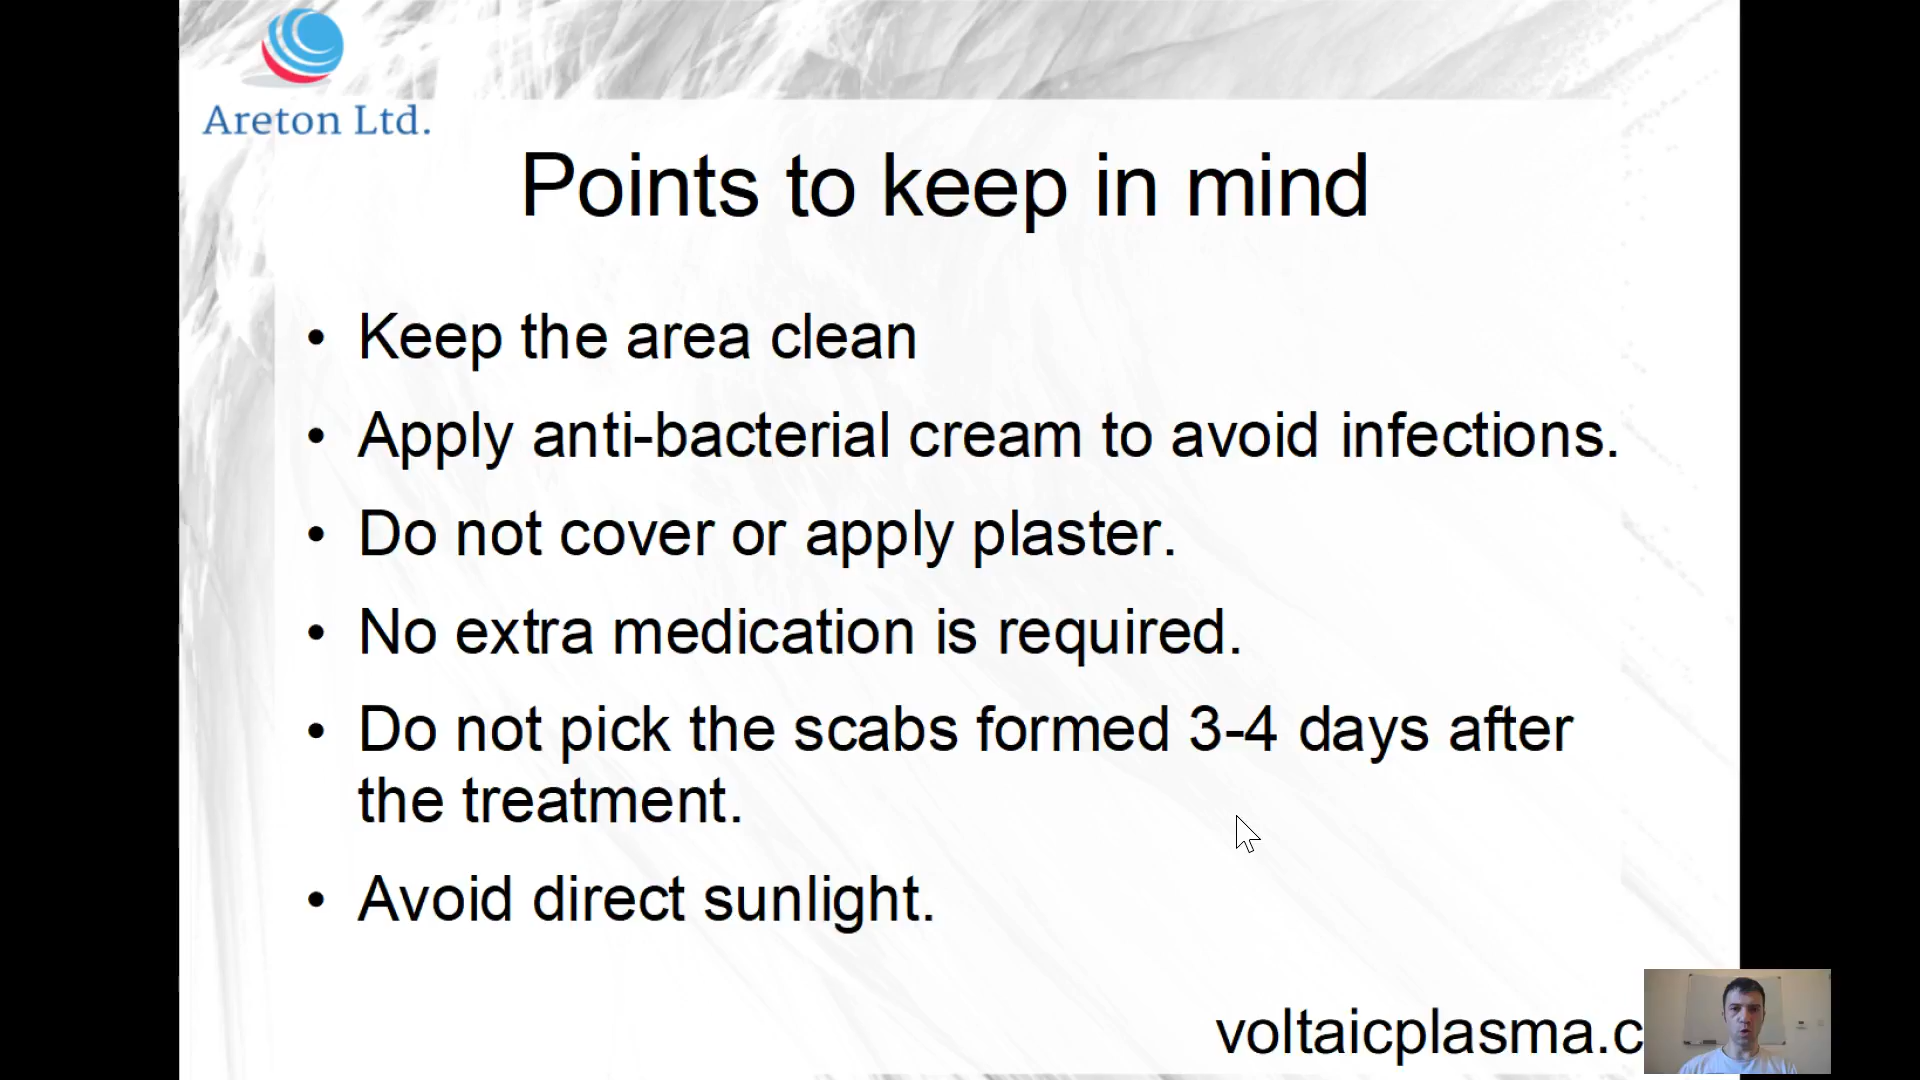 Areton Ltd.
Points to keep in mind
• Keep the area clean
• Apply anti-bacterial cream to avoid infections.
• Do not cover or apply plaster.
• No extra medication is required.
• Do not pick the scabs formed 3-4 days after
the treatment.
• Avoid direct sunlight.
voltaicplasma.c